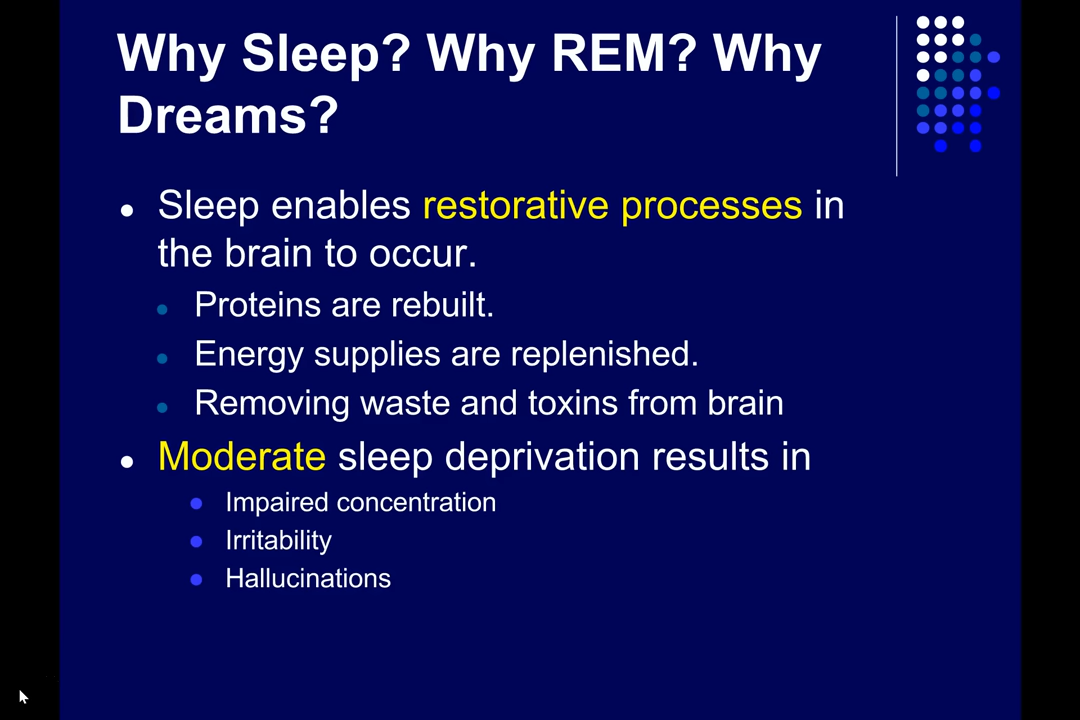 Why Sleep? Why REM? Why
Dreams?
Sleep enables restorative processes in
the brain to occur.
Proteins are rebuilt.
Energy supplies are replenished.
Removing waste and toxins from brain
Moderate sleep deprivation results in
Impaired concentration
Irritability
Hallucinations